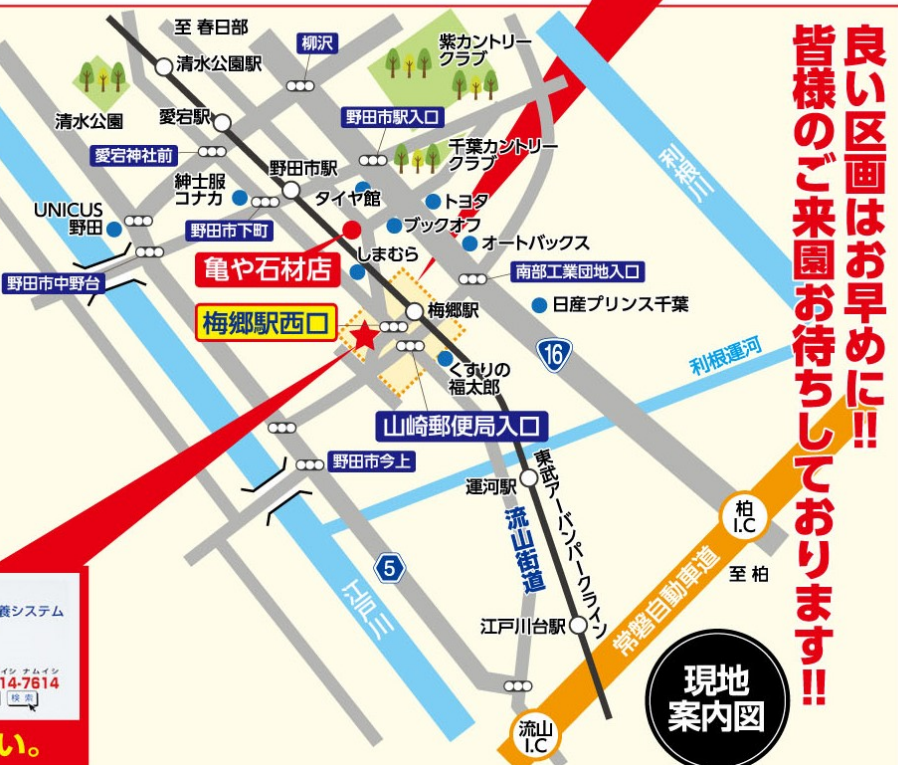 良い区画はお早めに!!
皆様のご来園お待ちしております!!
至 春日部
清水公園駅
清水公園
柳沢
紫カントリー
クラブ
愛宕駅
愛宕神社前
野田市駅入口
千葉カントリー
クラブ
利根川
野田市駅
紳士服
コナカ
タイヤ館
トヨタ
UNICUS
野田
野田市下町
ブックオフ
オートバックス
野田市中野台
亀や石材店
しまむら
南部工業団地入口
梅郷駅
日産プリンス千葉
梅郷駅西口
16
利根運河
くすりの
福太郎
山崎郵便局入口
野田市今上
運河駅
東武アーバンパークライン
流山街道
柏
I.C
至 柏
5
江戸川
江戸川台駅
常磐自動車道
流山
I.C
現地
案内図
養システム
イシ ナムイシ
14-7614
検索
い。